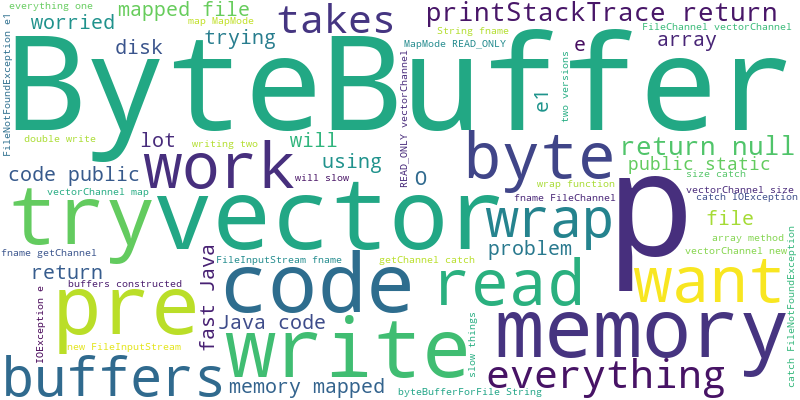 everything one
mapped file
map MapMode
takes
printStackTrace return
worried
String fname
FileChannel vectorChannel
trying
disk
MapMode READ_ONLY
e
array
ByteBuffer
FileNotFoundException e1
READ_ONLY vectorChannel
e1
two versions
double write
lot
writing two
will
work
byte
return null
code public
using
will slow
O
public static
size catch
try
vector
vectorChannel map
wrap function
p
vectorChannel size
fname FileChannel
catch IOException
wrap
file
problem
array method
fname getChannel
FileInputStream fname
getChannel catch
vectorChannel new
return
fast Java
code
read
want
buffers constructed
pre
IOException e
Java code
write
memory
new FileInputStream
slow things
catch FileNotFoundException
buffers
memory mapped
everything
byteBufferForFile String